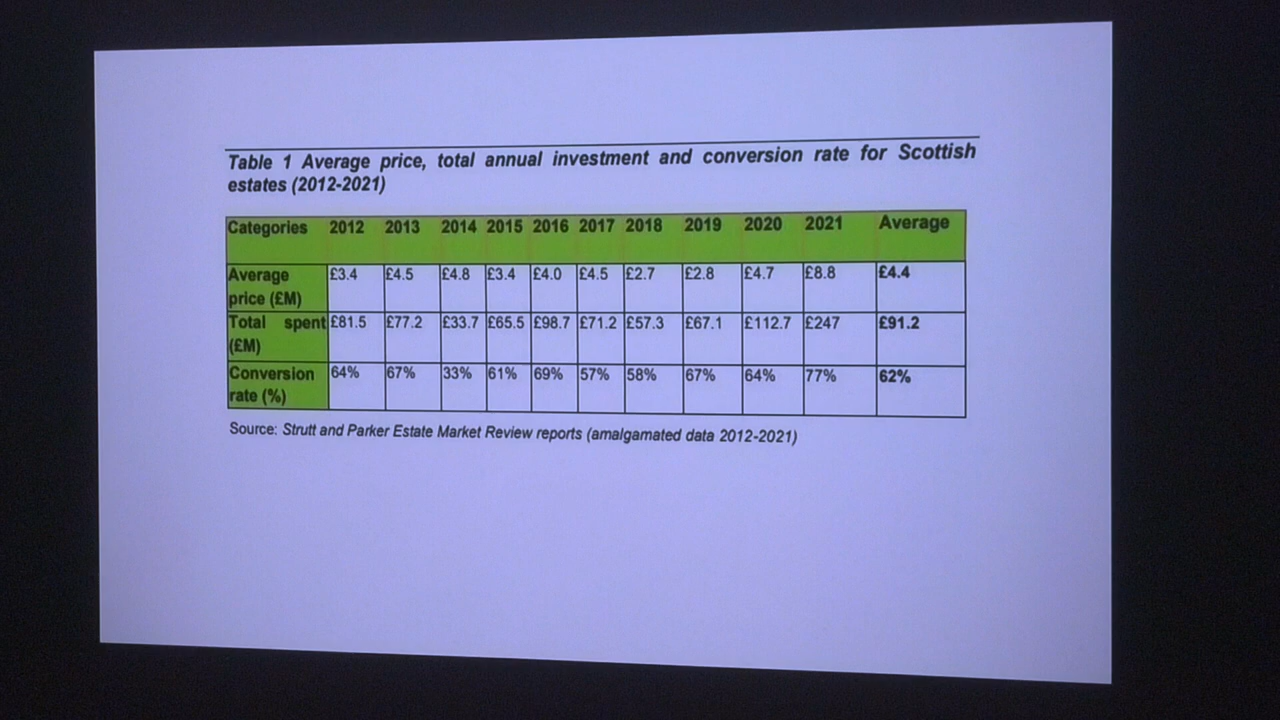 Table 1 Average price, total annual investment and conversion rate for Scottish
estates (2012-2021)
Categories 2012 2013 2014 2015 2016 2017 2018 2019 2020 2021 Average
Average £3.4 £4.5 £4.8 £3.4 £4.0 £4.5 £2.7 £2.8 £4.7 £8.8 £4.4
price (£M)
Total spent £81.5 £77.2 £33.7 £65.5 £98.7 £71.2 £57.3 £67.1 £112.7 £247 £91.2
(£M)
Conversion 64% 67% 33% 61% 69% 57% 58% 67% 64% 77% 62%
rate (%)
Source: Strutt and Parker Estate Market Review reports (amalgamated data 2012-2021)